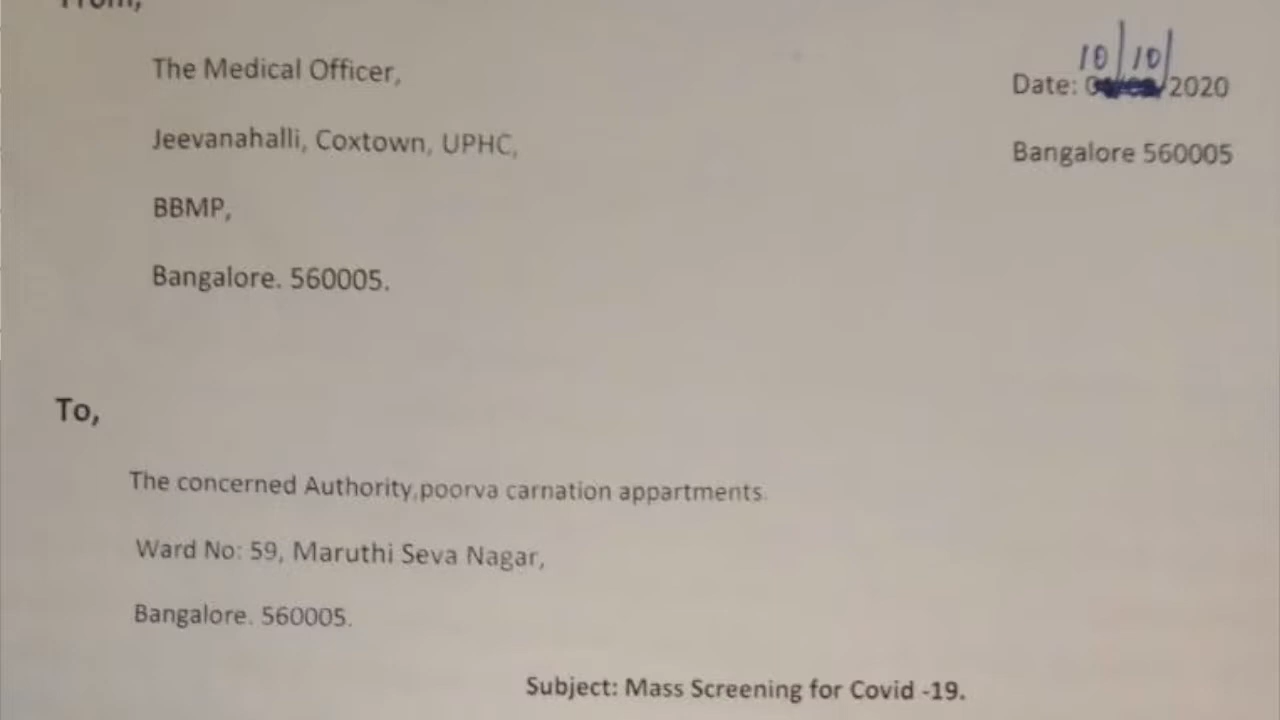 From,
The Medical Officer,
10/10/
Date: /2020
Jeevanahalli, Coxtown, UPHC,
Bangalore 560005
BBMP,
Bangalore. 560005.
To,
The concerned Authority,poorva carnation appartments.
Ward No: 59, Maruthi Seva Nagar,
Bangalore. 560005.
Subject: Mass Screening for Covid -19.